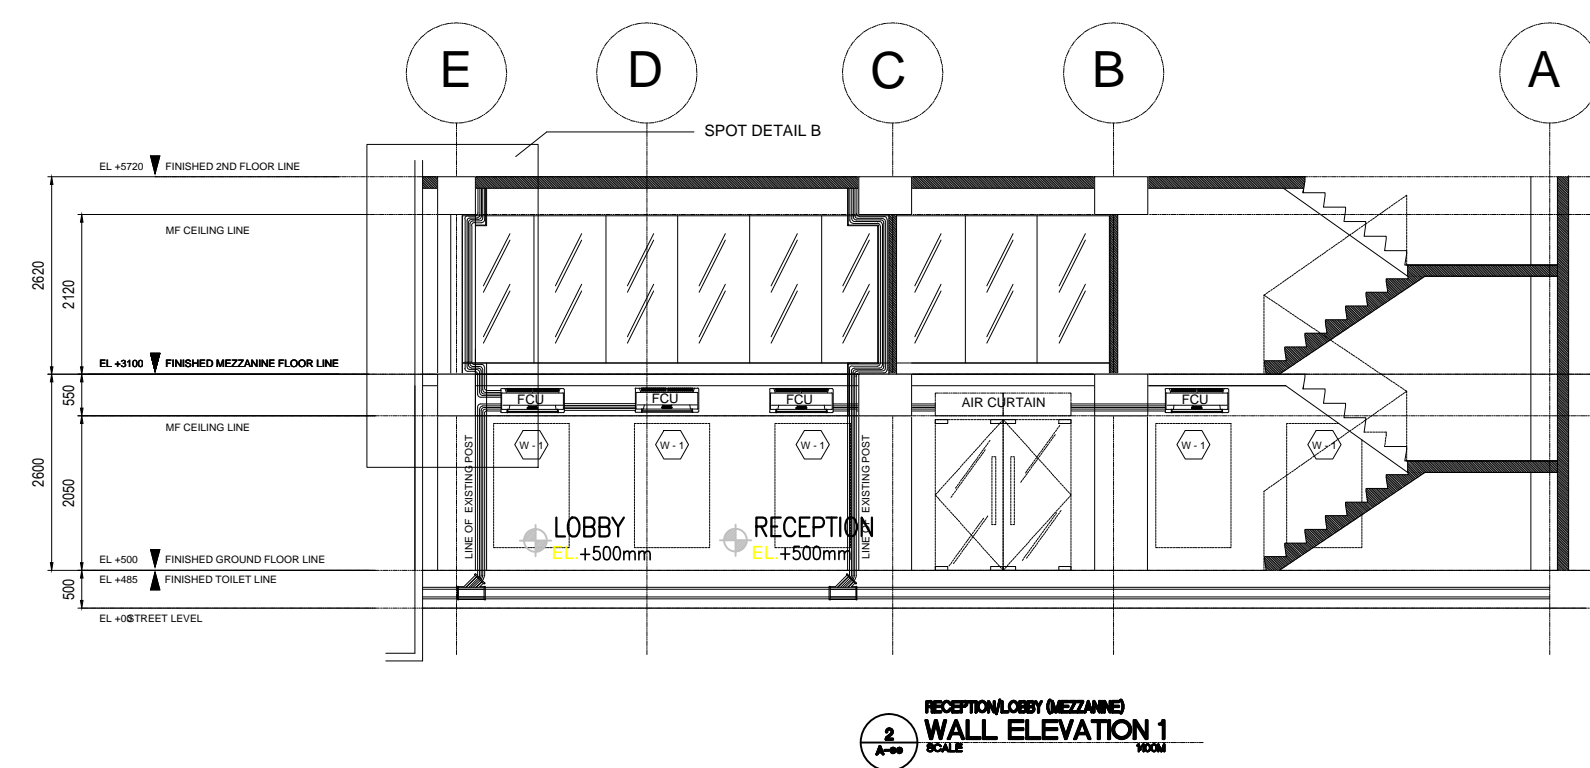 E
D
C
B
A
SPOT DETAIL B
EL +5720 FINISHED 2ND FLOOR LINE
MF CEILING LINE
2620
2120
EL +3100 FINISHED MEZZANINE FLOOR LINE
550
FCU
FCU
FCU
AIR CURTAIN
FCU
MF CEILING LINE
W - 1
W - 1
W - 1
W - 1
W - 1
2600
2050
LINE OF EXISTING POST
LINE OF EXISTING POST
LOBBY
EL.+500mm
RECEPTION
EL.+500mm
EL +500 FINISHED GROUND FLOOR LINE
EL +485 FINISHED TOILET LINE
500
EL +00 STREET LEVEL
RECEPTION/LOBBY (MEZZANINE)
2
WALL ELEVATION 1
SCALE